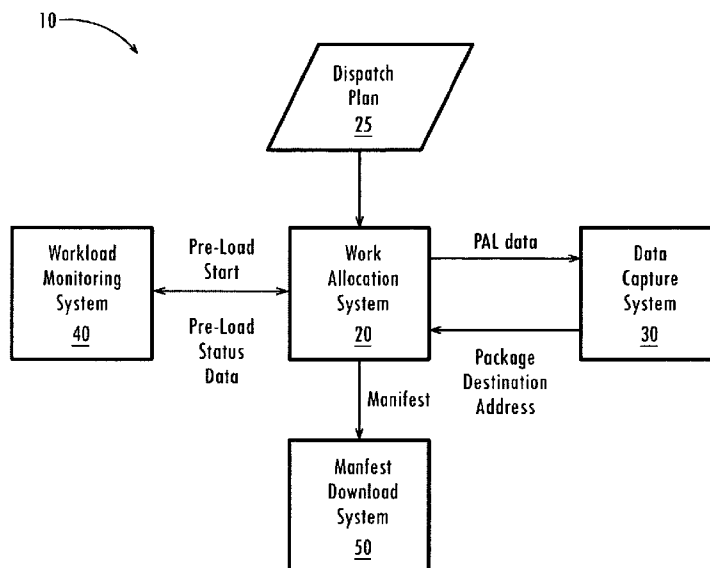 10
Dispatch
Plan
25
Workload
Monitoring
System
40
Pre-Load
Start
Pre-Load
Status
Data
Work
Allocation
System
20
PAL data
Package
Destination
Address
Data
Capture
System
30
Manifest
Manfest
Download
System
50